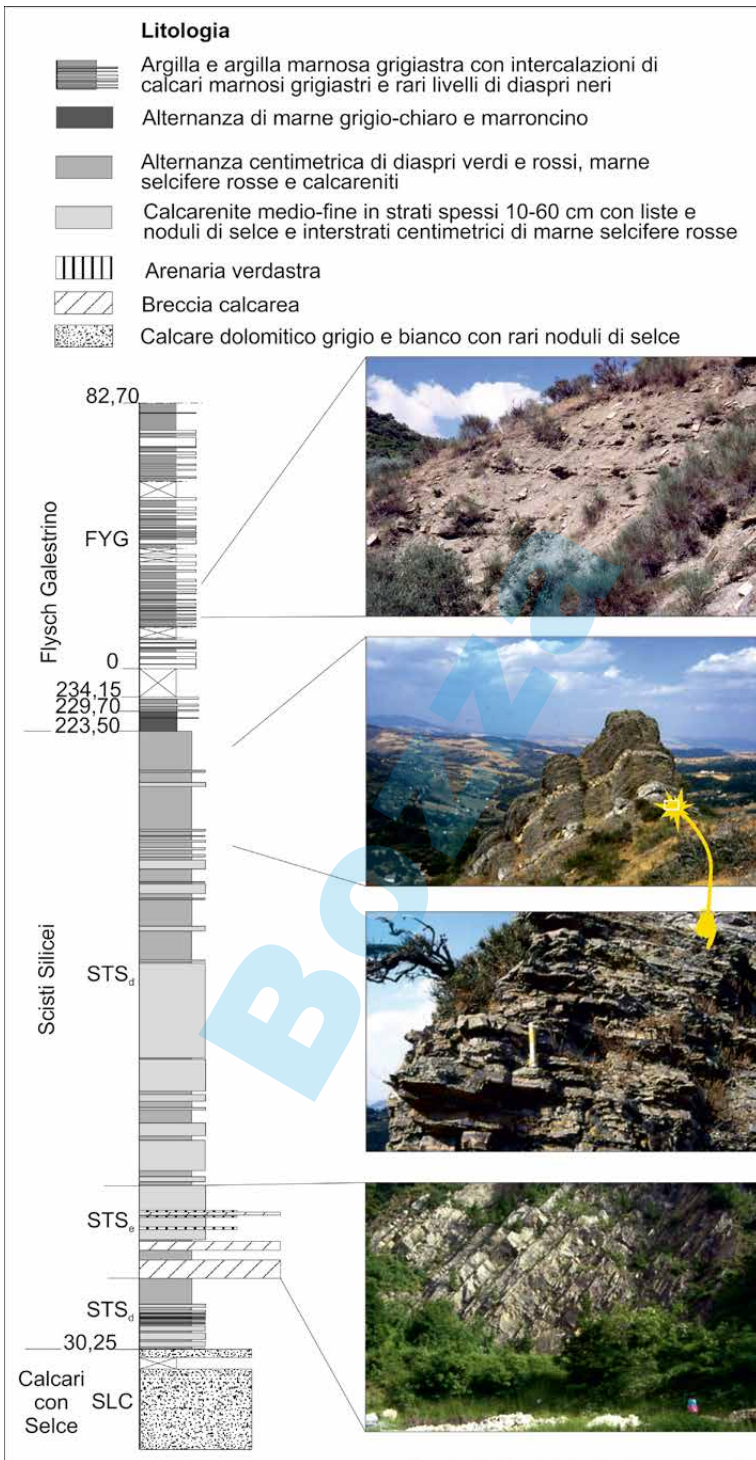 Litologia
Argilla e argilla marnosa grigiastra con intercalazioni di
calcari marnosi grigiastri e rari livelli di diaspri neri
Alternanza di marne grigio-chiaro e marroncino
Alternanza centimetrica di diaspri verdi e rossi, marne
selcifere rosse e calcareniti
Calcarenite medio-fine in strati spessi 10-60 cm con liste e
noduli di selce e interstrati centimetrici di marne selcifere rosse
Arenaria verdastra
Breccia calcarea
Calcare dolomitico grigio e bianco con rari noduli di selce
82,70
Flysch Galestrino
FYG
0
234,15
229,70
223,50
Scisti Silicei
STSd
STSe
STSd
30,25
Calcari
con
Selce
SLC
Bozza